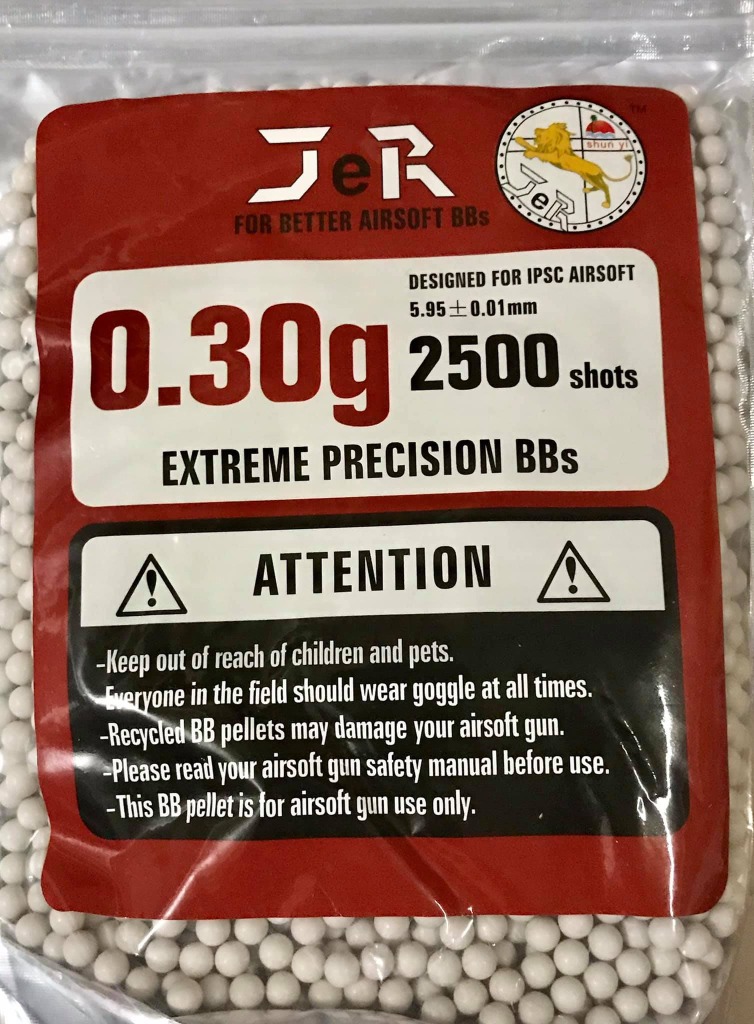 JeR
TM
shun yi
JeR
FOR BETTER AIRSOFT BBs
0.30g
DESIGNED FOR IPSC AIRSOFT
5.95±0.01mm
2500 shots
EXTREME PRECISION BBs
ATTENTION
-Keep out of reach of children and pets.
-Everyone in the field should wear goggle at all times.
-Recycled BB pellets may damage your airsoft gun.
-Please read your airsoft gun safety manual before use.
-This BB pellet is for airsoft gun use only.